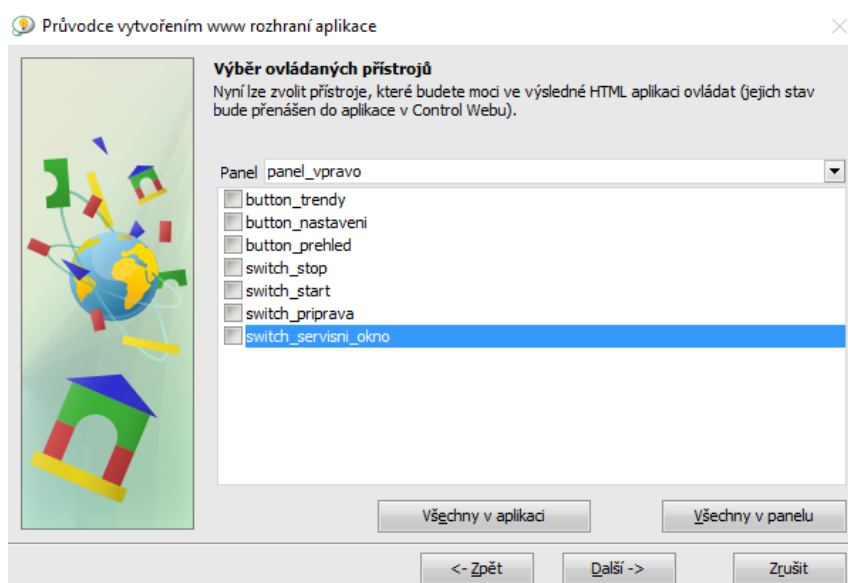 Průvodce vytvořením www rozhraní aplikace
Výběr ovládaných přístrojů
Nyní lze zvolit přístroje, které budete moci ve výsledné HTML aplikaci ovládat (jejich stav
bude přenášen do aplikace v Control Webu).
Panel panel_vpravo
button_trendy
button_nastaveni
button_prehled
switch_stop
switch_start
switch_priprava
switch_servisni_okno
Všechny v aplikaci Všechny v panelu
<- Zpět Další -> Zrušit